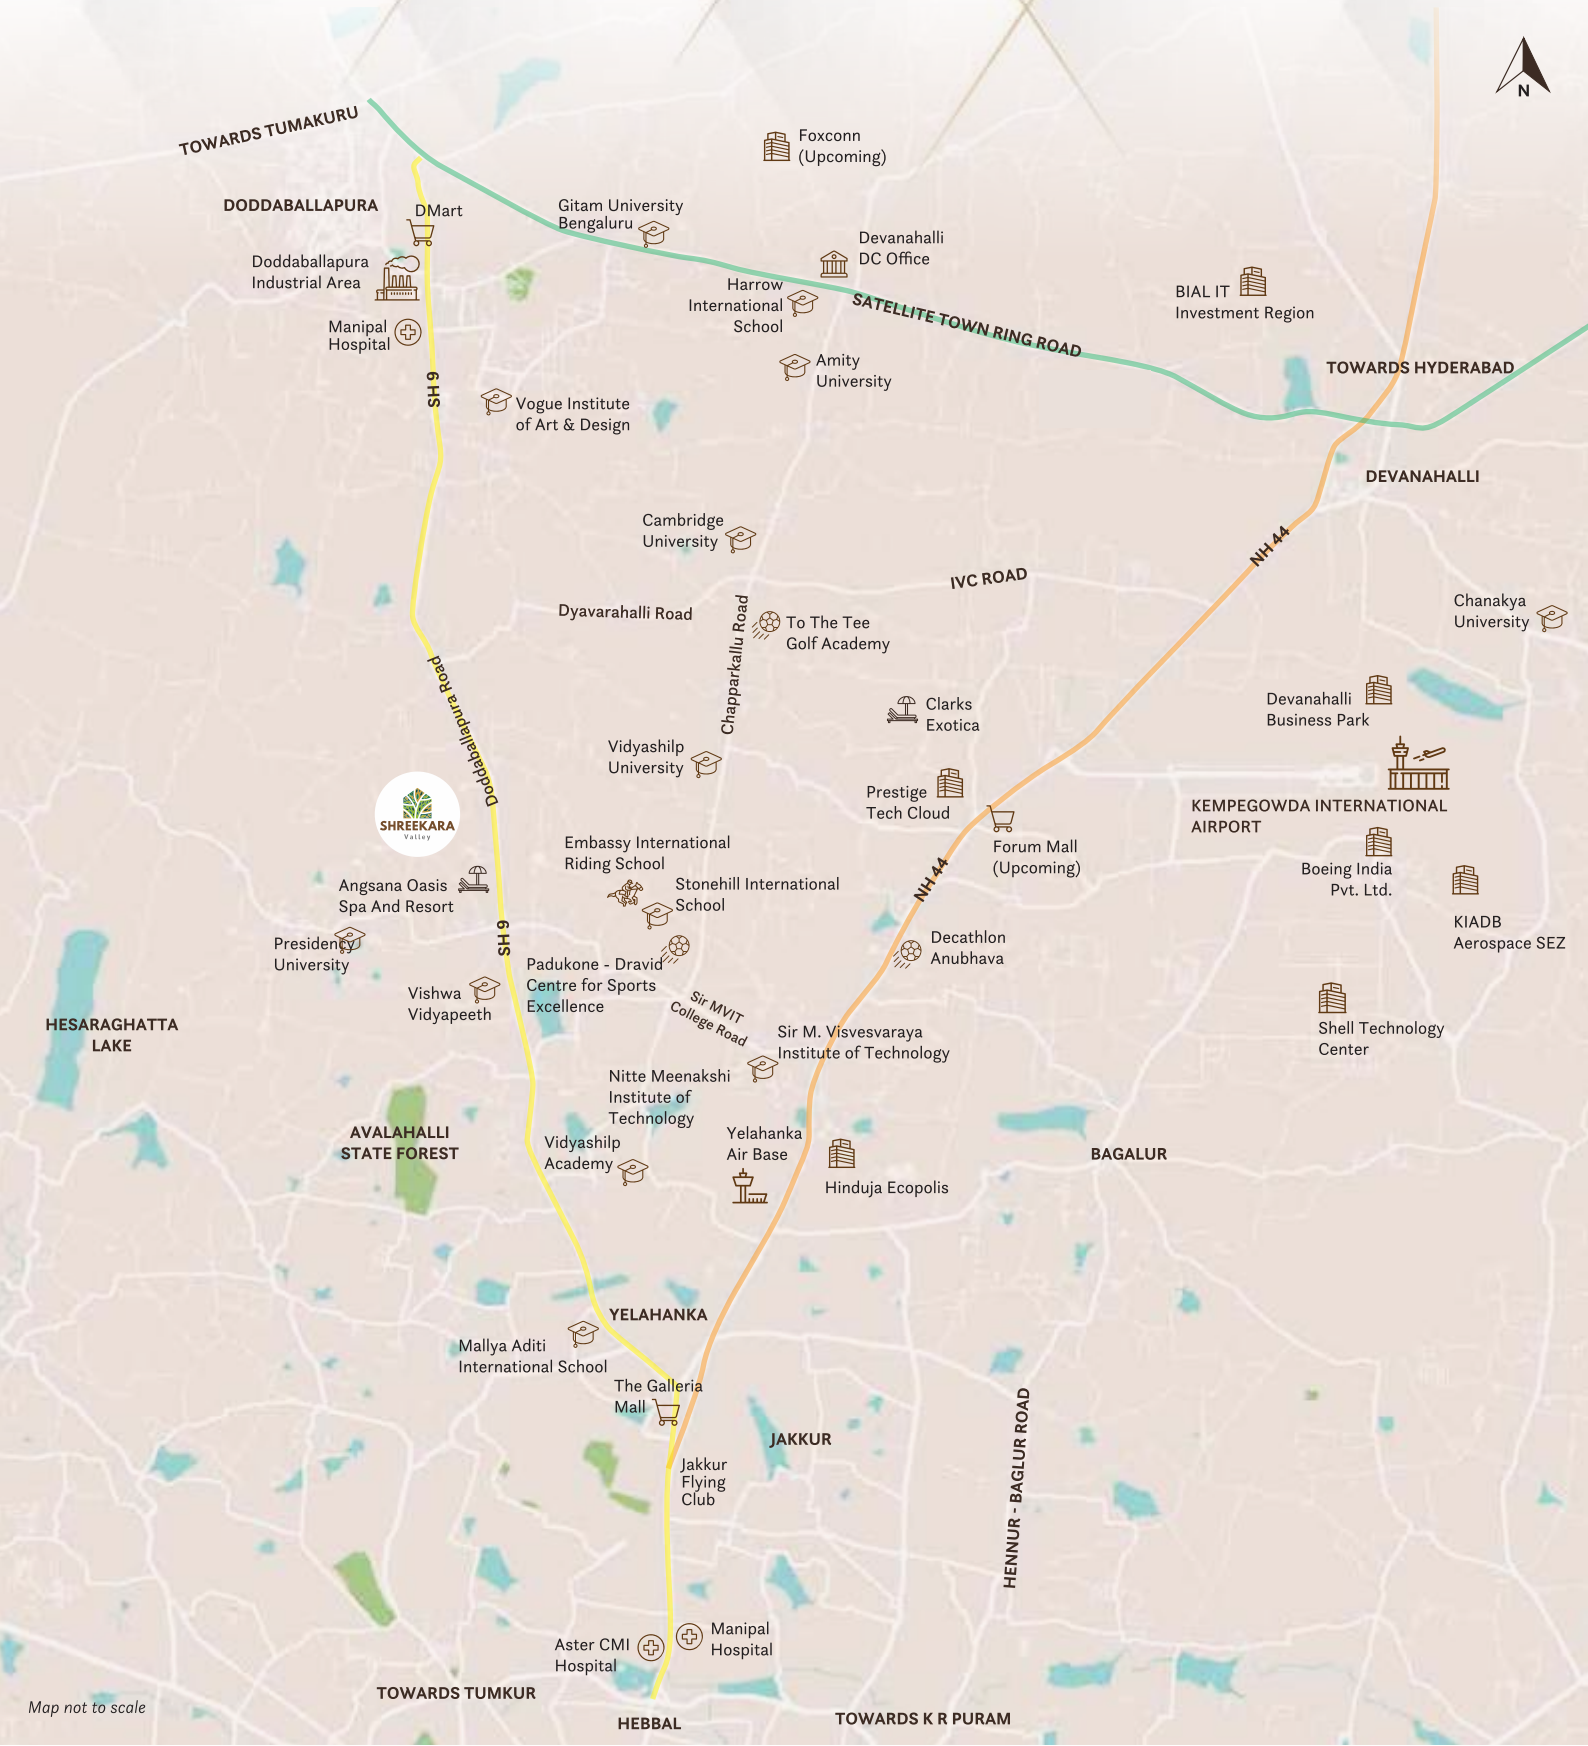 N
TOWARDS TUMAKURU
Foxconn
(Upcoming)
DODDABALLAPURA
DMart
Gitam University
Bengaluru
Doddaballapura
Industrial Area
Devanahalli
DC Office
Harrow
International
School
SATELLITE TOWN RING ROAD
BIAL IT
Investment Region
Manipal
Hospital
Amity
University
TOWARDS HYDERABAD
SH 9
Vogue Institute
of Art & Design
DEVANAHALLI
Cambridge
University
NH 44
IVC ROAD
Dyavarahalli Road
Chapparkallu Road
To The Tee
Golf Academy
Chanakya
University
Doddaballapura Road
Clarks
Exotica
Devanahalli
Business Park
Vidyashilp
University
Prestige
Tech Cloud
KEMPEGOWDA INTERNATIONAL
AIRPORT
SHREEKARA
Valley
Forum Mall
(Upcoming)
Embassy International
Riding School
Boeing India
Pvt. Ltd.
NH 44
Angsana Oasis
Spa And Resort
Stonehill International
School
KIADB
Aerospace SEZ
SH 9
Presidency
University
Decathlon
Anubhava
Padukone - Dravid
Centre for Sports
Excellence
Vishwa
Vidyapeeth
Sir MVIT
College Road
HESARAGHATTA
LAKE
Sir M. Visvesvaraya
Institute of Technology
Shell Technology
Center
Nitte Meenakshi
Institute of
Technology
AVALAHALLI
STATE FOREST
Vidyashilp
Academy
Yelahanka
Air Base
BAGALUR
Hinduja Ecopolis
YELAHANKA
Mallya Aditi
International School
The Galleria
Mall
JAKKUR
HENNUR - BAGLUR ROAD
Jakkur
Flying
Club
Aster CMI
Hospital
Manipal
Hospital
TOWARDS TUMKUR
Map not to scale
HEBBAL
TOWARDS K R PURAM